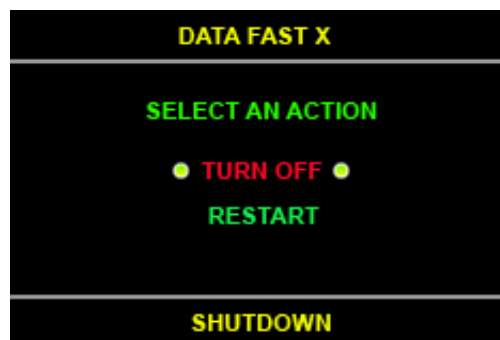 DATA FAST X
SELECT AN ACTION
TURN OFF
RESTART
SHUTDOWN